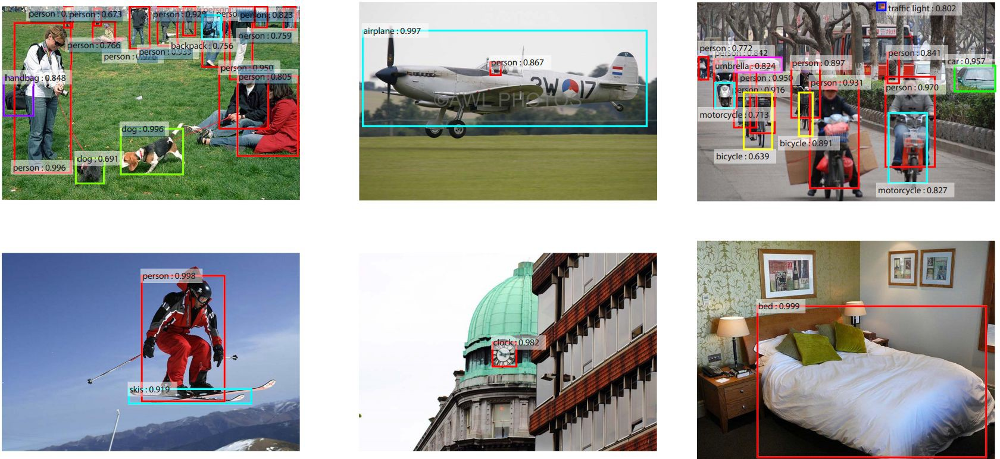 person : 0.
person : 0.673
person : 0.929
person : 0.823
person : 0.759
person : 0.766
backpack : 0.756
person : 0.939
person : 0.976
person : 0.950
person : 0.805
handbag : 0.848
dog : 0.996
dog : 0.691
person : 0.996
airplane : 0.997
person : 0.867
3W 17
17
©AWL PHOTOS
traffic light : 0.802
person : 0.772
person : 0.842
umbrella : 0.824
person : 0.897
person : 0.841
car : 0.957
person : 0.950
person : 0.931
person : 0.916
person : 0.970
motorcycle : 0.713
bicycle : 0.891
bicycle : 0.639
motorcycle : 0.827
person : 0.998
skis : 0.919
clock : 0.982
bed : 0.999